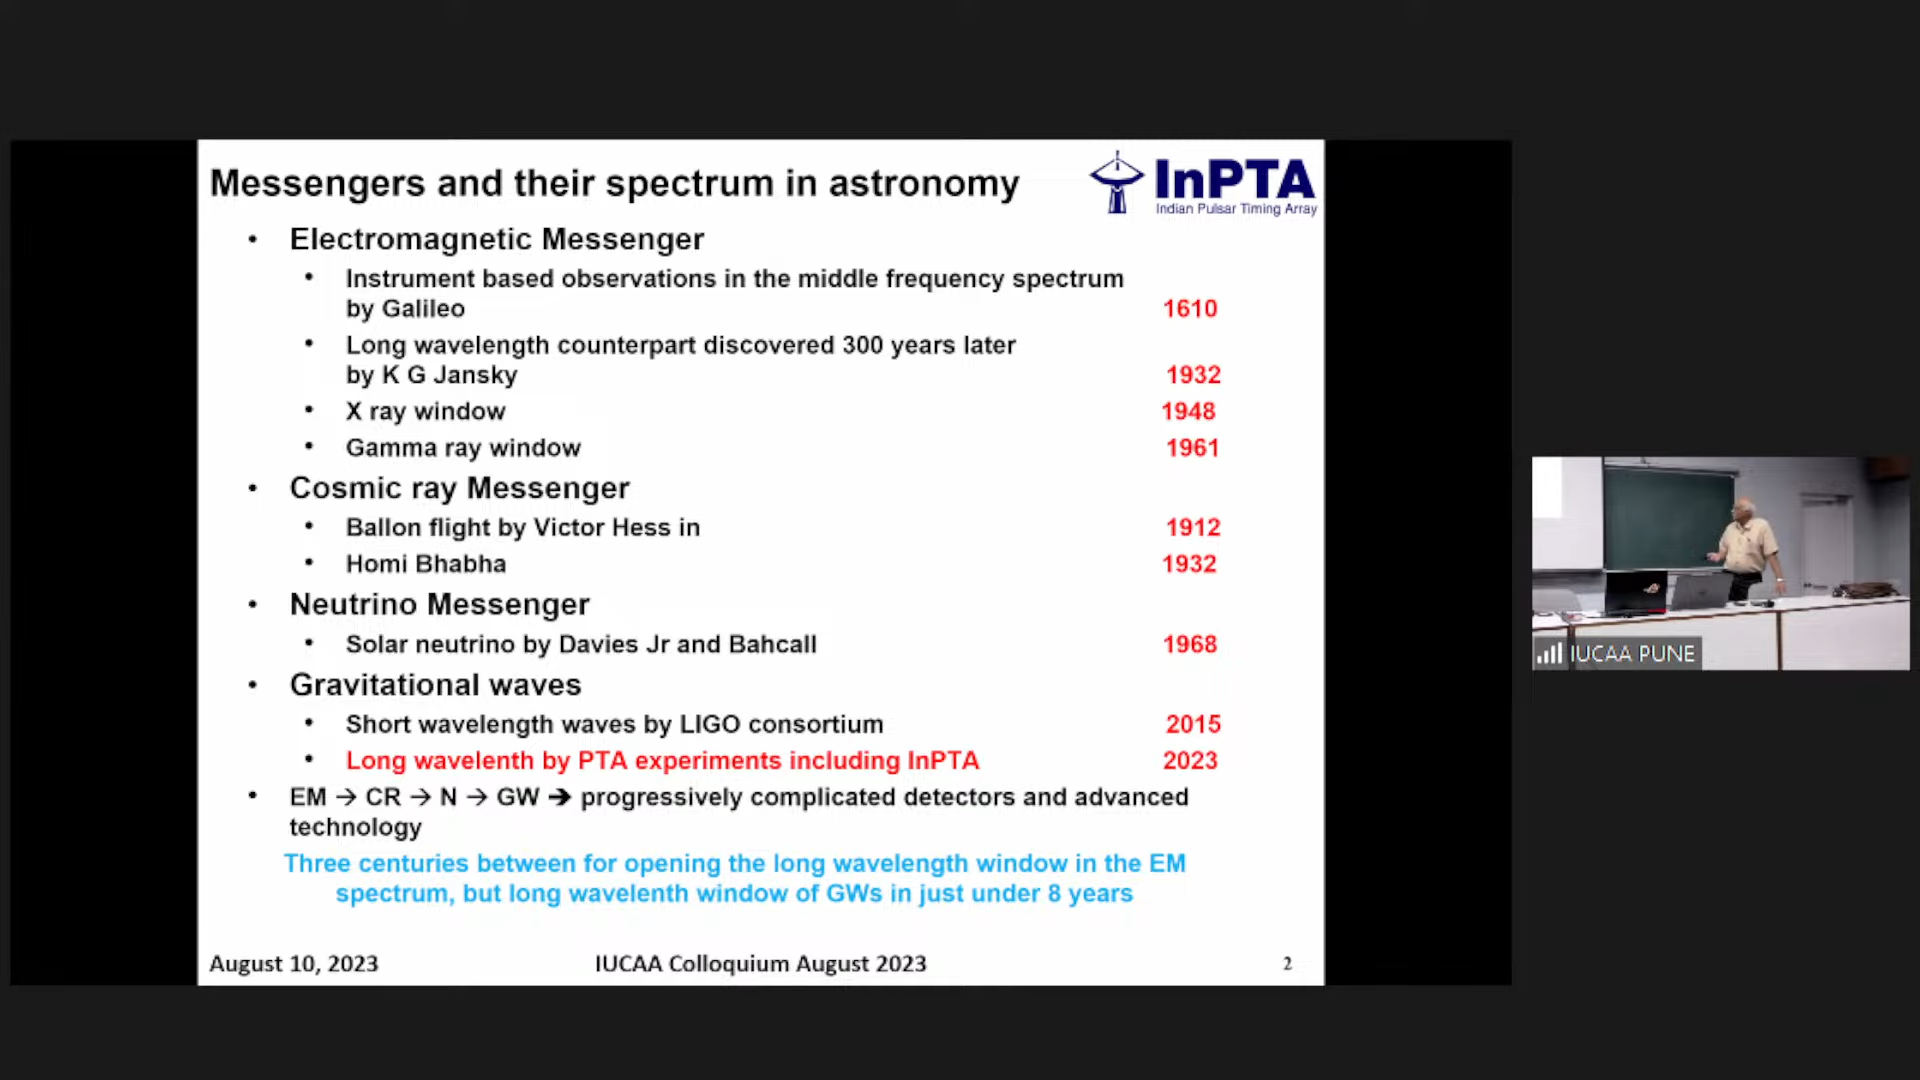 Messengers and their spectrum in astronomy
InPTA
Indian Pulsar Timing Array
• Electromagnetic Messenger
• Instrument based observations in the middle frequency spectrum
by Galileo 1610
• Long wavelength counterpart discovered 300 years later
by K G Jansky 1932
• X ray window 1948
• Gamma ray window 1961
• Cosmic ray Messenger
• Ballon flight by Victor Hess in 1912
• Homi Bhabha 1932
• Neutrino Messenger
• Solar neutrino by Davies Jr and Bahcall 1968
• Gravitational waves
• Short wavelength waves by LIGO consortium 2015
• Long wavelenth by PTA experiments including InPTA 2023
• EM → CR → N → GW ➔ progressively complicated detectors and advanced
technology
Three centuries between for opening the long wavelength window in the EM
spectrum, but long wavelenth window of GWs in just under 8 years
August 10, 2023 IUCAA Colloquium August 2023 2
IUCAA PUNE